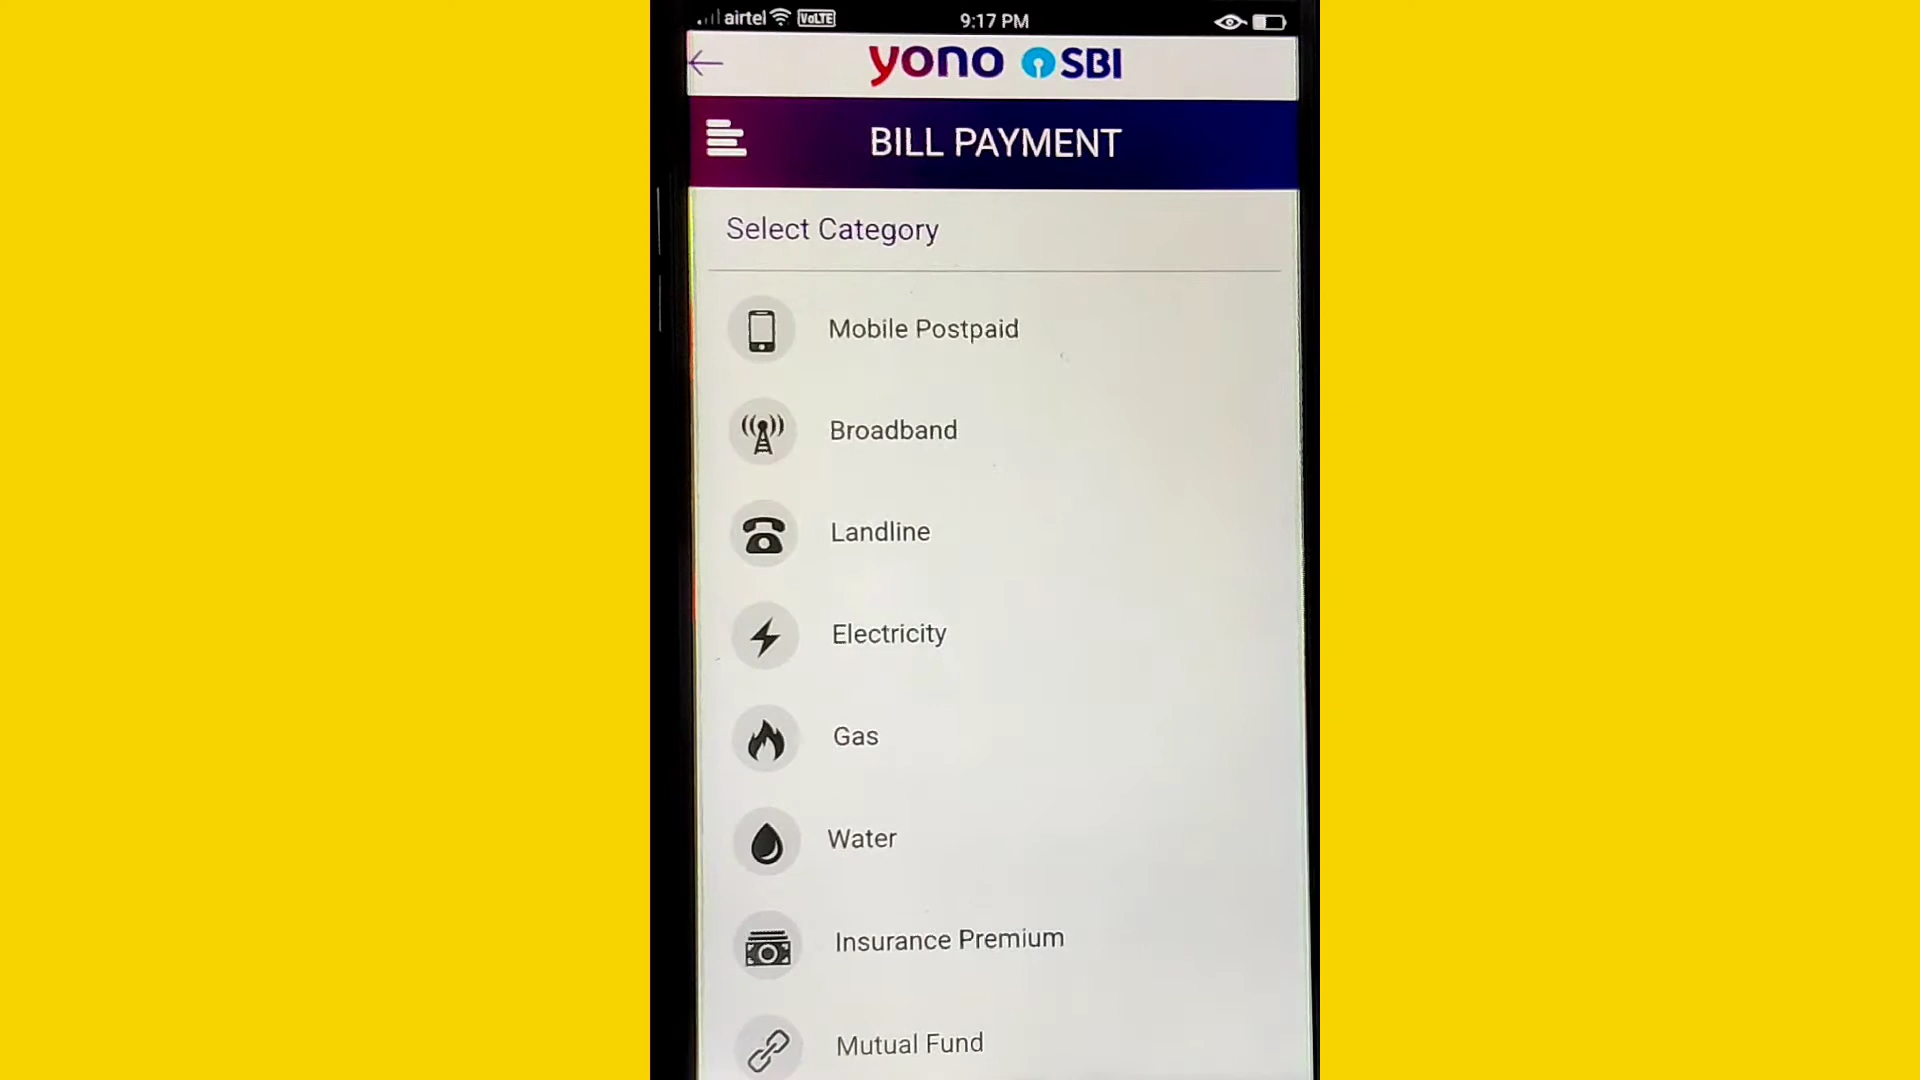 airtel VoLTE 9:17 PM
yono SBI
BILL PAYMENT
Select Category
Mobile Postpaid
Broadband
Landline
Electricity
Gas
Water
Insurance Premium
Mutual Fund